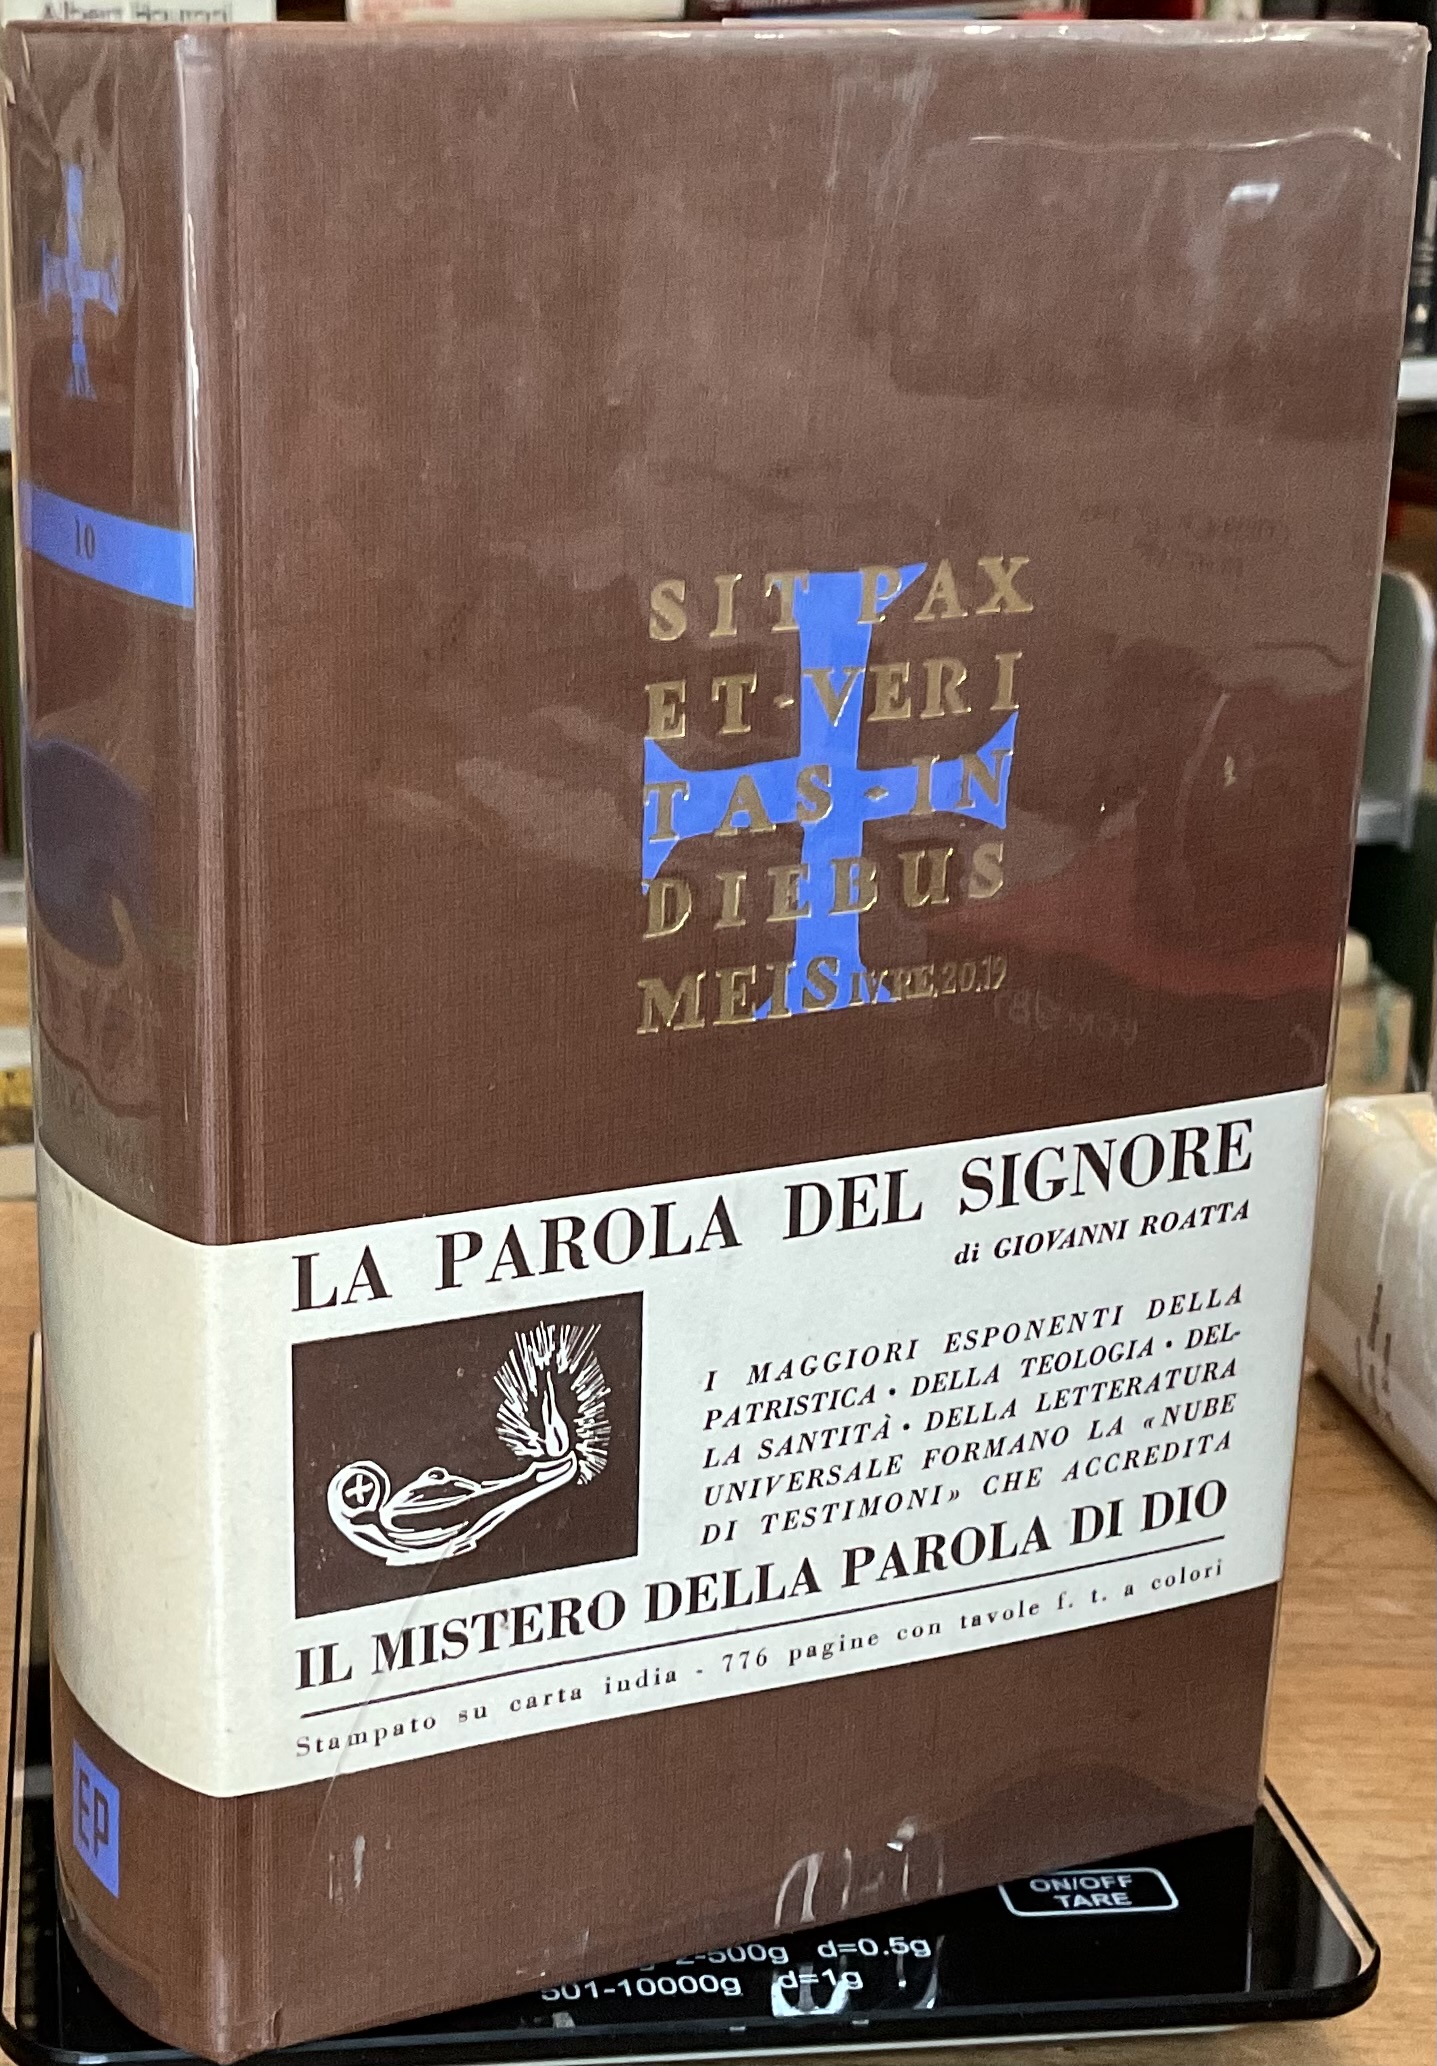 10
SIT PAX
ET-VERI
TAS-IN
DIEBUS
MEIS IV RE, 20, 19
LA PAROLA DEL SIGNORE
di GIOVANNI ROATTA
I MAGGIORI ESPONENTI DELLA
PATRISTICA • DELLA TEOLOGIA • DEL-
LA SANTITÀ • DELLA LETTERATURA
UNIVERSALE FORMANO LA «NUBE
DI TESTIMONI» CHE ACCREDITA
IL MISTERO DELLA PAROLA DI DIO
Stampato su carta india - 776 pagine con tavole f. t. a colori
EP
ON/OFF
TARE
2-500g d=0.5g
501-10000g d=1g